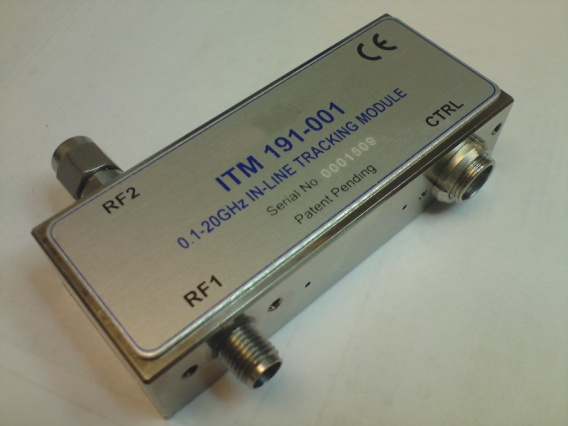 CE
ITM 191-001
0.1-20GHz IN-LINE TRACKING MODULE
Serial No 0001509
Patent Pending
CTRL
RF2
RF1